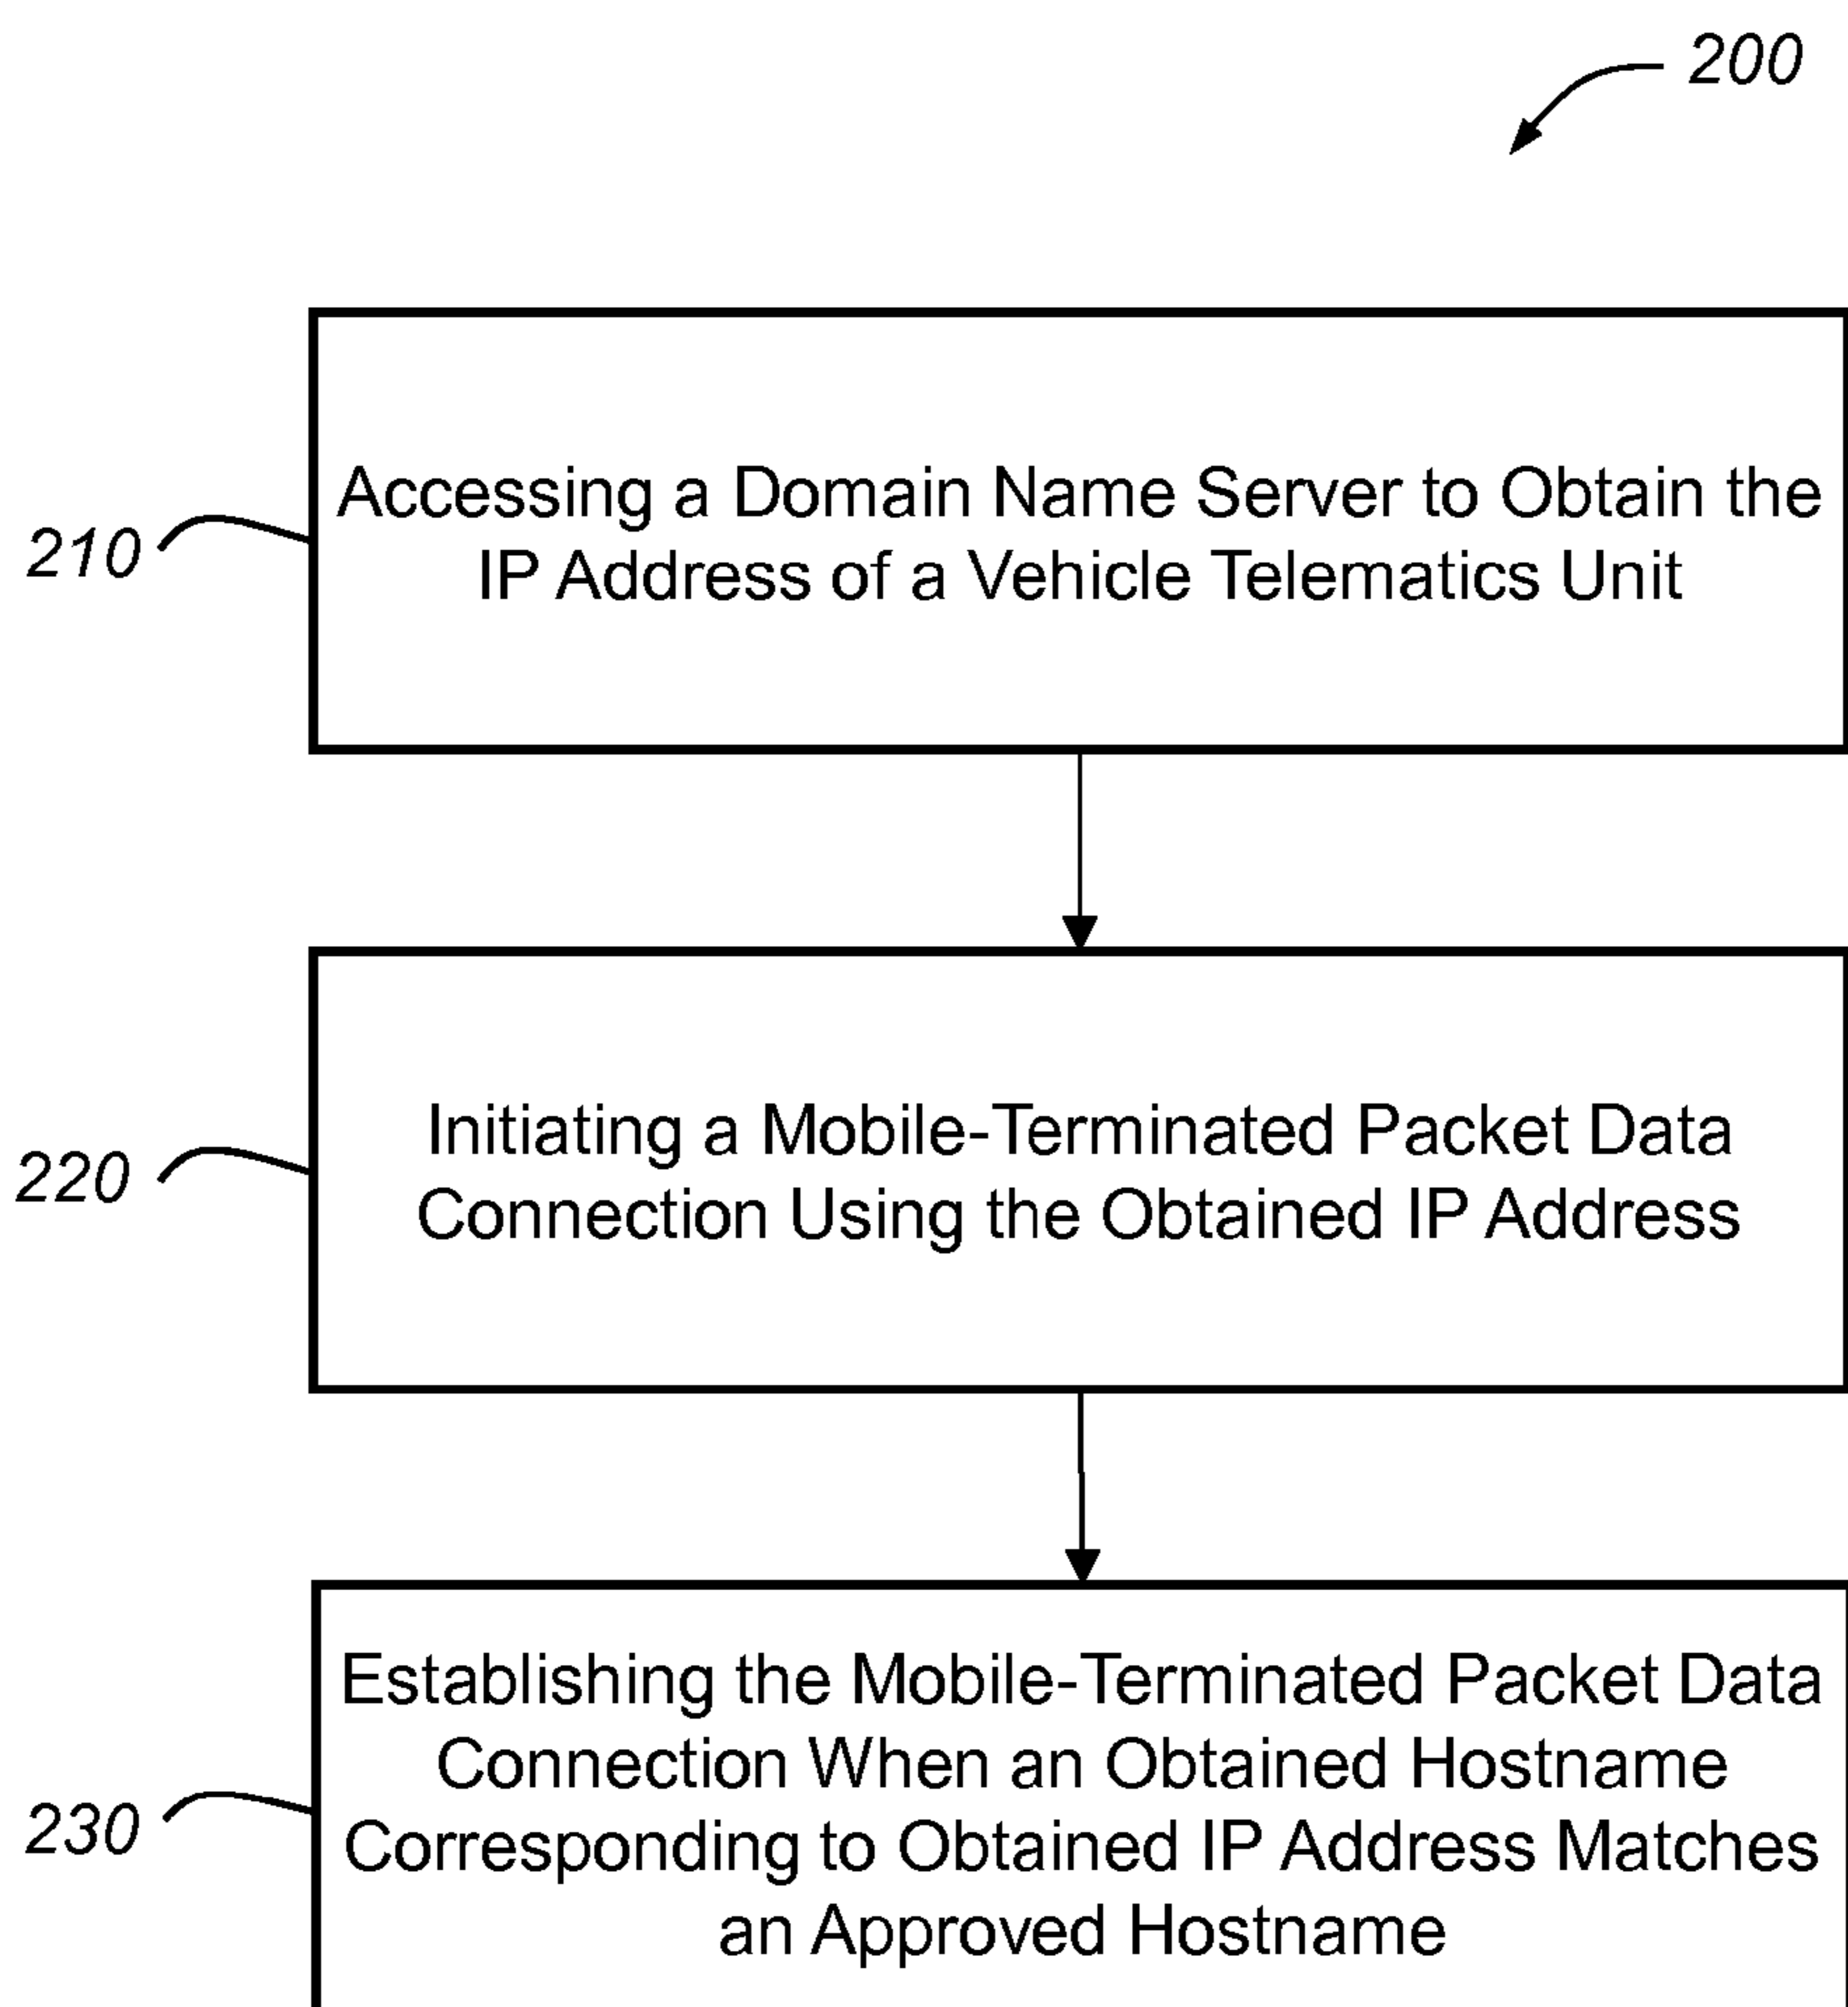 200
210
Accessing a Domain Name Server to Obtain the
IP Address of a Vehicle Telematics Unit
220
Initiating a Mobile-Terminated Packet Data
Connection Using the Obtained IP Address
230
Establishing the Mobile-Terminated Packet Data
Connection When an Obtained Hostname
Corresponding to Obtained IP Address Matches
an Approved Hostname